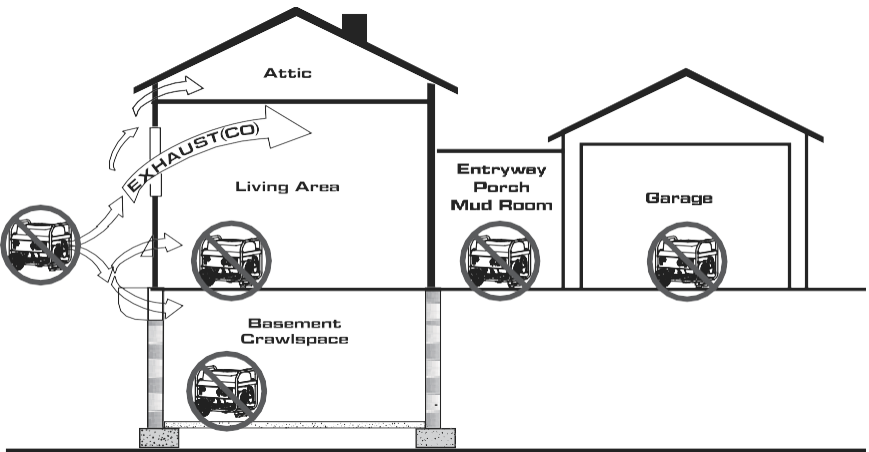 Attic
EXHAUST(CO)
Living Area
Entryway
Porch
Mud Room
Garage
Basement
Crawlspace